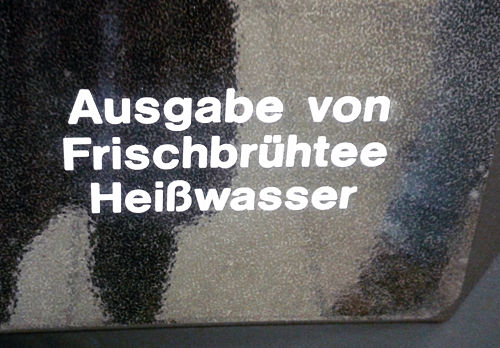 Ausgabe von
Frischbrühtee
Heißwasser